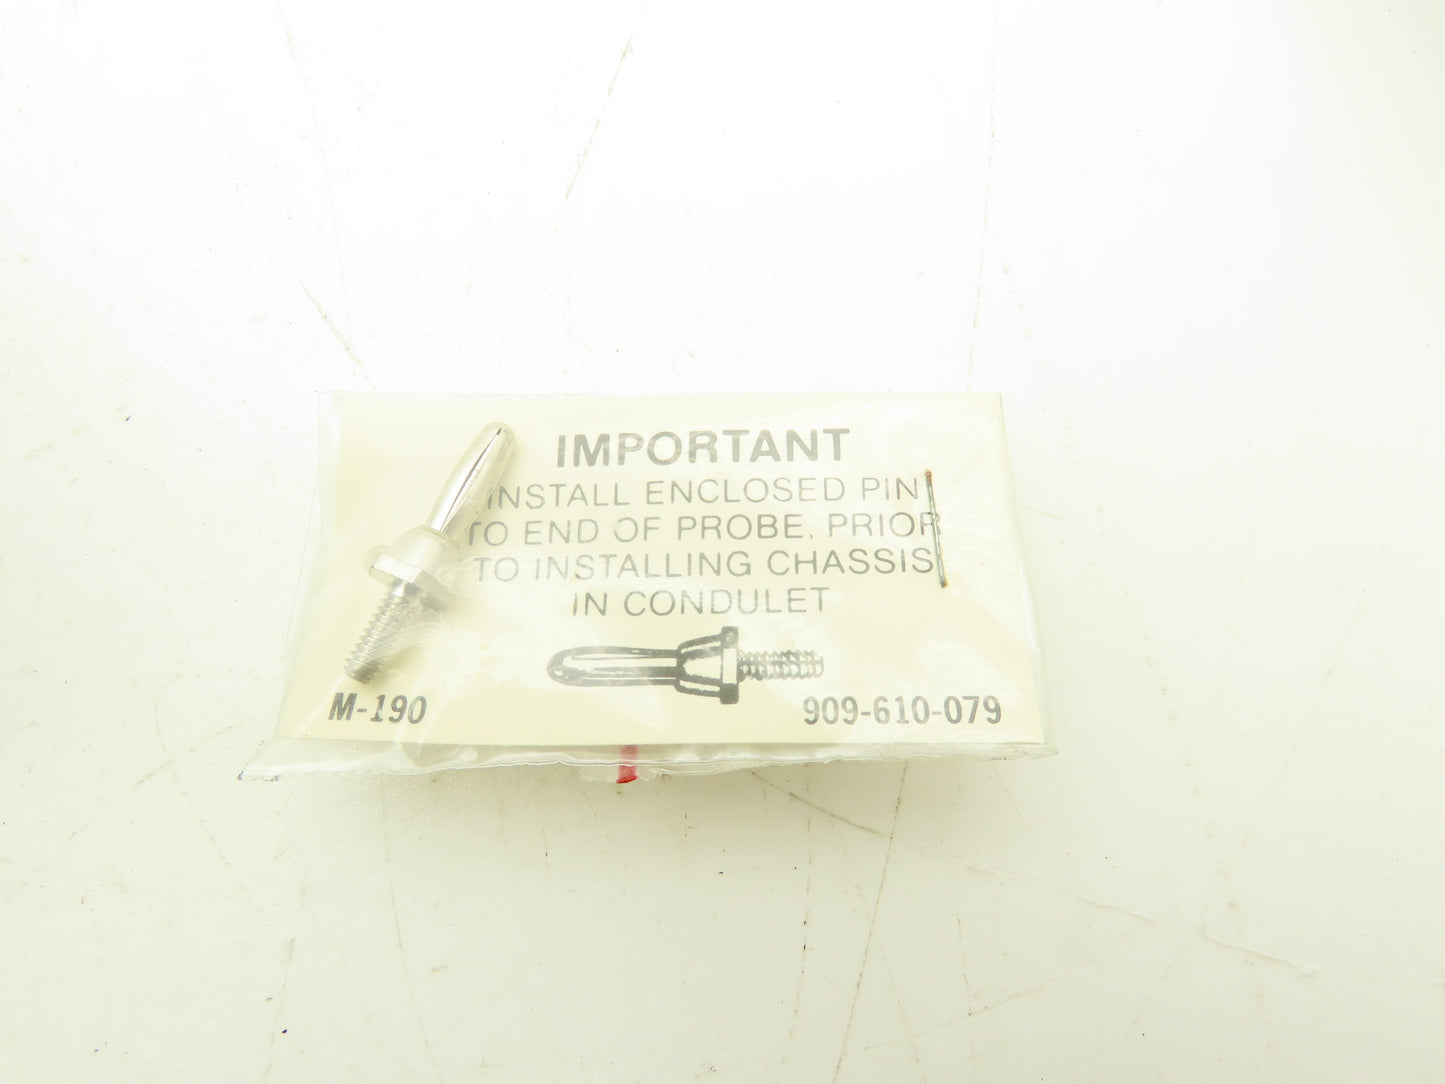 IMPORTANT
INSTALL ENCLOSED PIN
TO END OF PROBE, PRIOR
TO INSTALLING CHASSIS
IN CONDULET
M-190
909-610-079